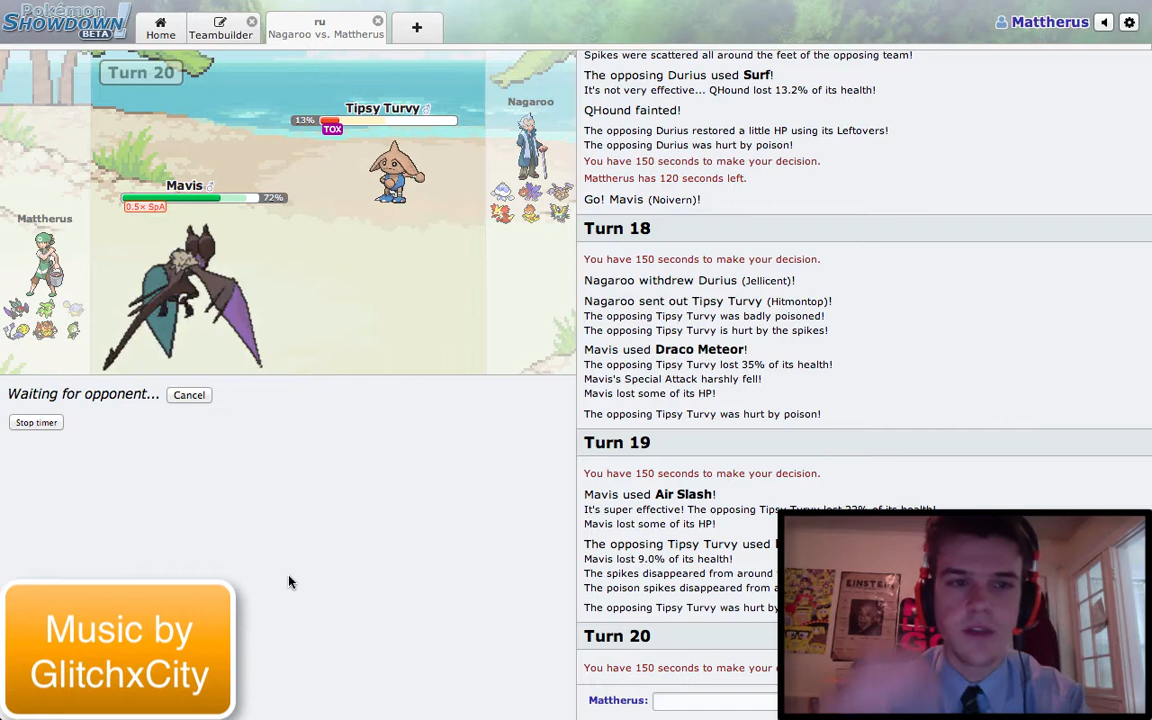 Pokémon
SHOWDOWN!
BETA
Home
Teambuilder
ru
Nagaroo vs. Mattherus
+
Mattherus
Turn 20
Tipsy Turvy♂
13%
TOX
Nagaroo
Mavis♂
72%
0.5× SpA
Mattherus
Waiting for opponent...
Cancel
Stop timer
Music by
GlitchxCity
Spikes were scattered all around the feet of the opposing team!
The opposing Durius used Surf!
It's not very effective... QHound lost 13.2% of its health!
QHound fainted!
The opposing Durius restored a little HP using its Leftovers!
The opposing Durius was hurt by poison!
You have 150 seconds to make your decision.
Mattherus has 120 seconds left.
Go! Mavis (Noivern)!
Turn 18
You have 150 seconds to make your decision.
Nagaroo withdrew Durius (Jellicent)!
Nagaroo sent out Tipsy Turvy (Hitmontop)!
The opposing Tipsy Turvy was badly poisoned!
The opposing Tipsy Turvy is hurt by the spikes!
Mavis used Draco Meteor!
The opposing Tipsy Turvy lost 35% of its health!
Mavis's Special Attack harshly fell!
Mavis lost some of its HP!
The opposing Tipsy Turvy was hurt by poison!
Turn 19
You have 150 seconds to make your decision.
Mavis used Air Slash!
It's super effective! The opposing Tipsy Turvy lost 22% of its health!
Mavis lost some of its HP!
The opposing Tipsy Turvy used
Mavis lost 9.0% of its health!
The spikes disappeared from around
The poison spikes disappeared from a
The opposing Tipsy Turvy was hurt by
Turn 20
You have 150 seconds to make your
Mattherus:
EINSTEIN